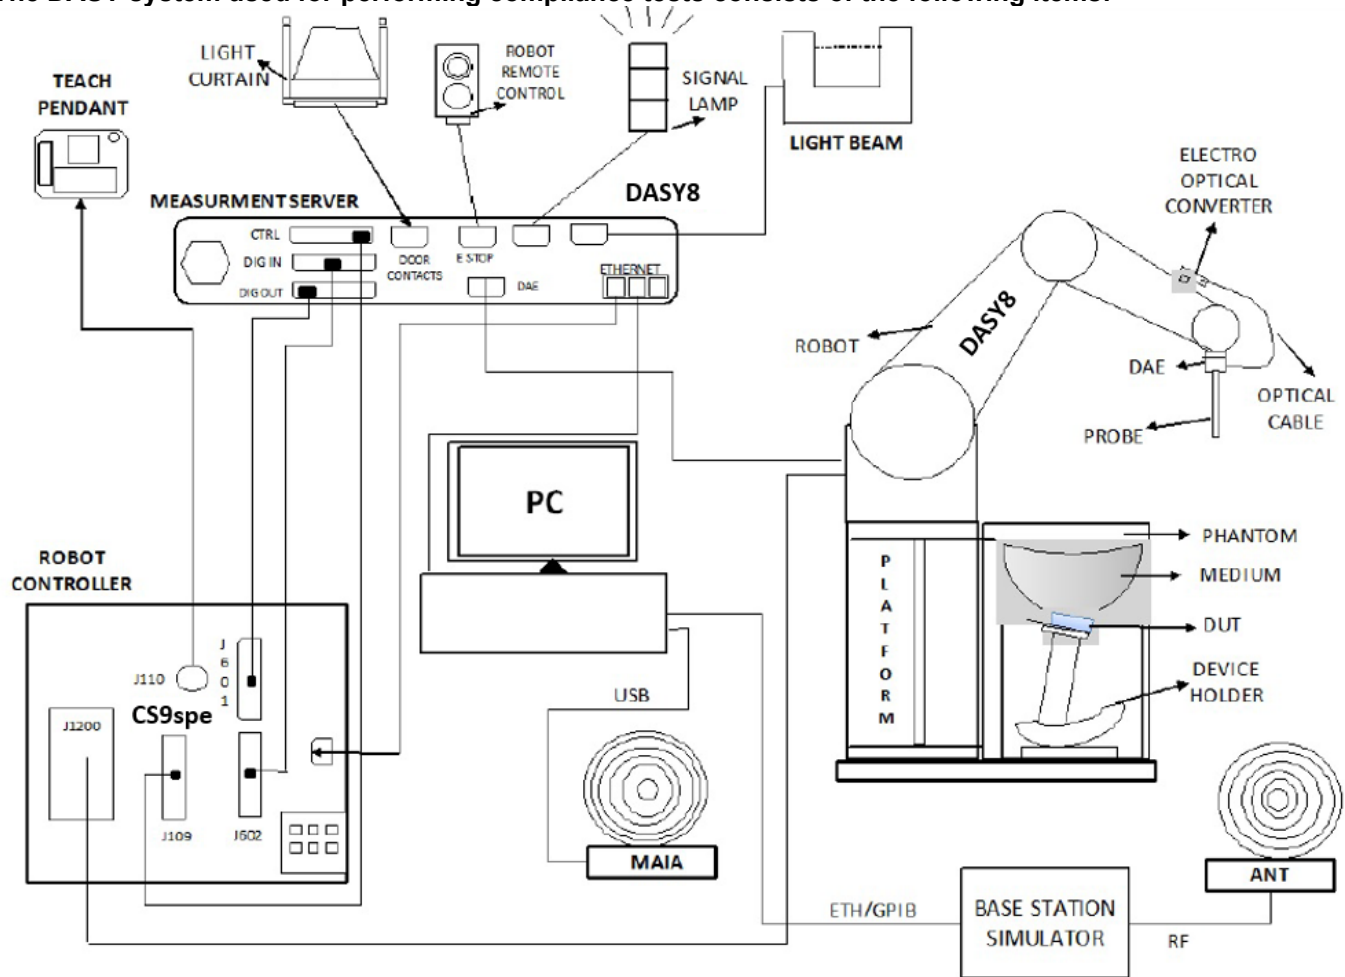 The DASY system used for performing compliance tests consists of the following items:
LIGHT
CURTAIN
ROBOT
REMOTE
CONTROL
SIGNAL
LAMP
TEACH
PENDANT
LIGHT BEAM
ELECTRO
OPTICAL
CONVERTER
MEASURMENT SERVER
DASY8
CTRL
DIG IN
DIG OUT
DOOR
CONTACTS
E STOP
DAE
ETHERNET
ROBOT
DASY8
DAE
OPTICAL
CABLE
PROBE
PC
ROBOT
CONTROLLER
PLATFORM
PHANTOM
MEDIUM
DUT
DEVICE
HOLDER
J110
J601
CS9spe
J1200
J109
J602
USB
MAIA
ANT
ETH/GPIB
BASE STATION
SIMULATOR
RF